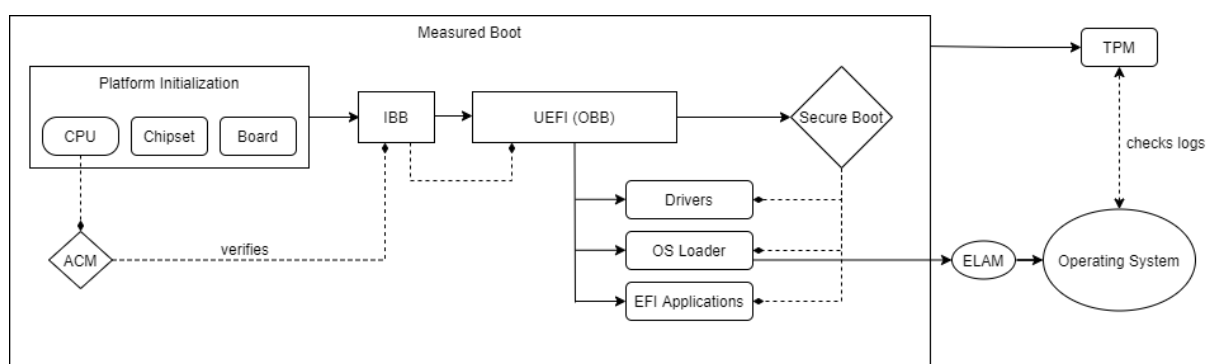 Measured Boot
TPM
Platform Initialization
CPU
Chipset
Board
IBB
UEFI (OBB)
Secure Boot
checks logs
Drivers
ACM
verifies
OS Loader
ELAM
Operating System
EFI Applications